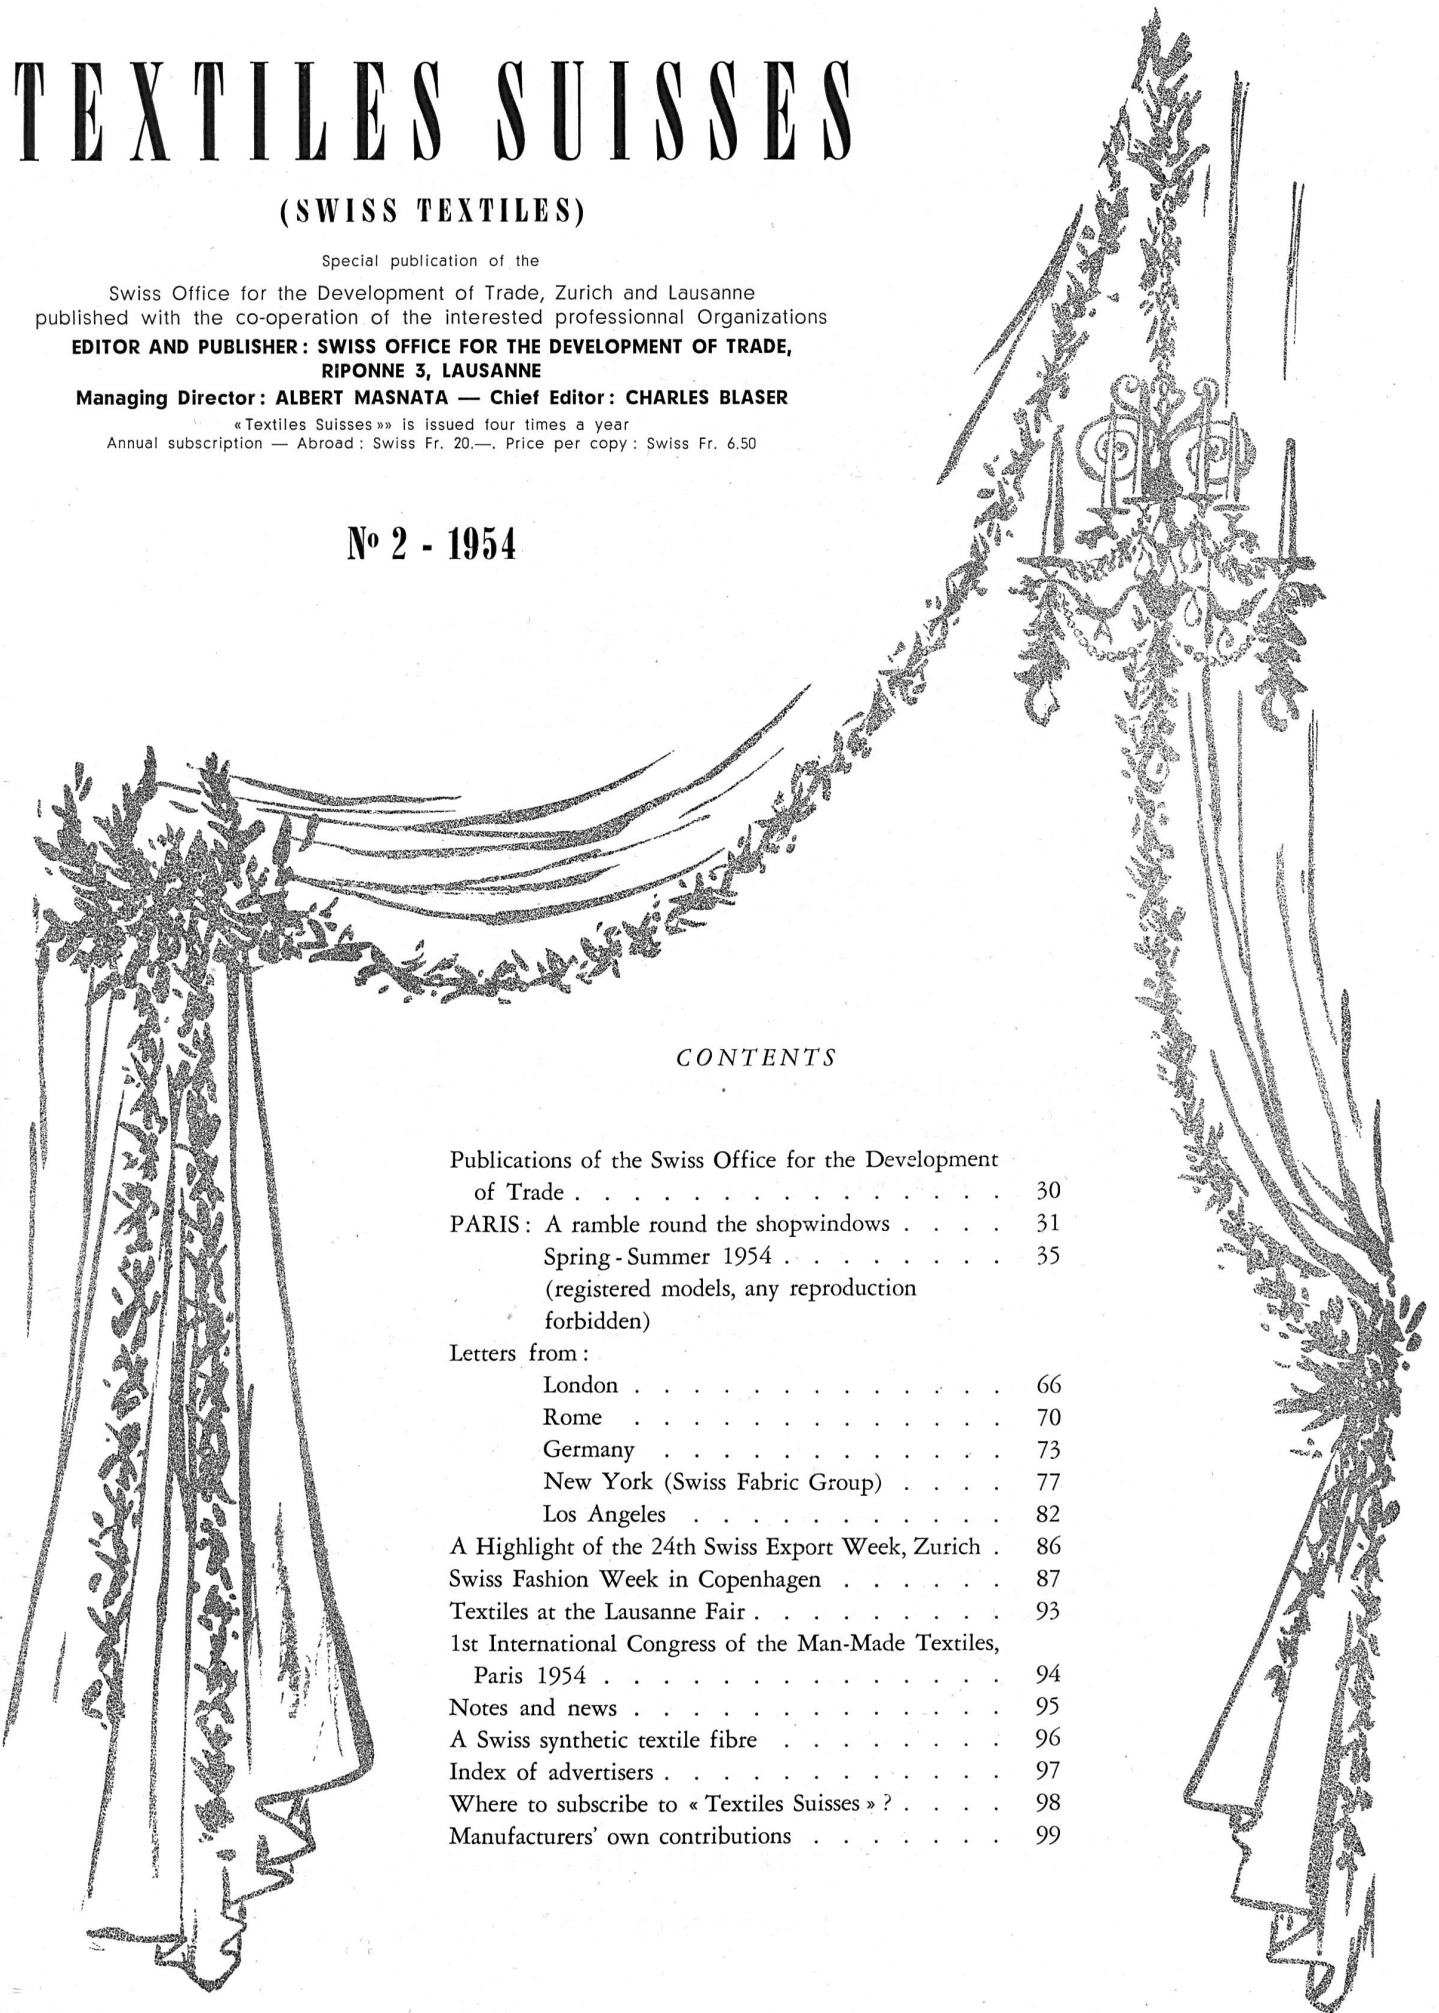 TEXTILES SUISSES
(SWISS TEXTILES)
Special publication of the
Swiss Office for the Development of Trade, Zurich and Lausanne
published with the co-operation of the interested professionnal Organizations
EDITOR AND PUBLISHER: SWISS OFFICE FOR THE DEVELOPMENT OF TRADE,
RIPONNE 3, LAUSANNE
Managing Director: ALBERT MASNATA — Chief Editor: CHARLES BLASER
«Textiles Suisses»» is issued four times a year
Annual subscription — Abroad: Swiss Fr. 20.—. Price per copy: Swiss Fr. 6.50
Nº 2 - 1954
CONTENTS
Publications of the Swiss Office for the Development
of Trade . . . . . . . . . . . . . . . 30
PARIS: A ramble round the shopwindows . . . . 31
Spring-Summer 1954 . . . . . . . . 35
(registered models, any reproduction
forbidden)
Letters from:
London . . . . . . . . . . . . . 66
Rome . . . . . . . . . . . . . 70
Germany . . . . . . . . . . . . 73
New York (Swiss Fabric Group) . . . . 77
Los Angeles . . . . . . . . . . . 82
A Highlight of the 24th Swiss Export Week, Zurich . 86
Swiss Fashion Week in Copenhagen . . . . . . 87
Textiles at the Lausanne Fair . . . . . . . . . 93
1st International Congress of the Man-Made Textiles,
Paris 1954 . . . . . . . . . . . . . . 94
Notes and news . . . . . . . . . . . . . 95
A Swiss synthetic textile fibre . . . . . . . . 96
Index of advertisers . . . . . . . . . . . . 97
Where to subscribe to « Textiles Suisses » ? . . . . 98
Manufacturers' own contributions . . . . . . . 99